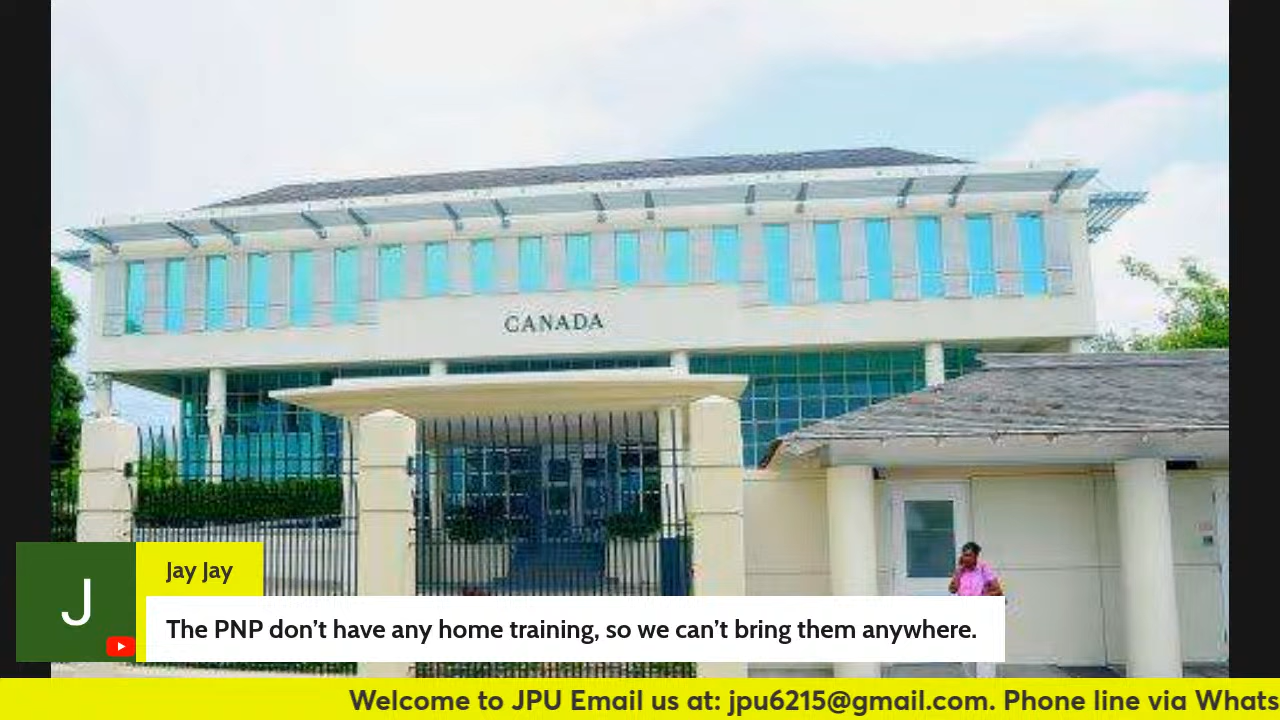 CANADA
J
Jay Jay
The PNP don’t have any home training, so we can’t bring them anywhere.
Welcome to JPU Email us at: jpu6215@gmail.com. Phone line via Whats